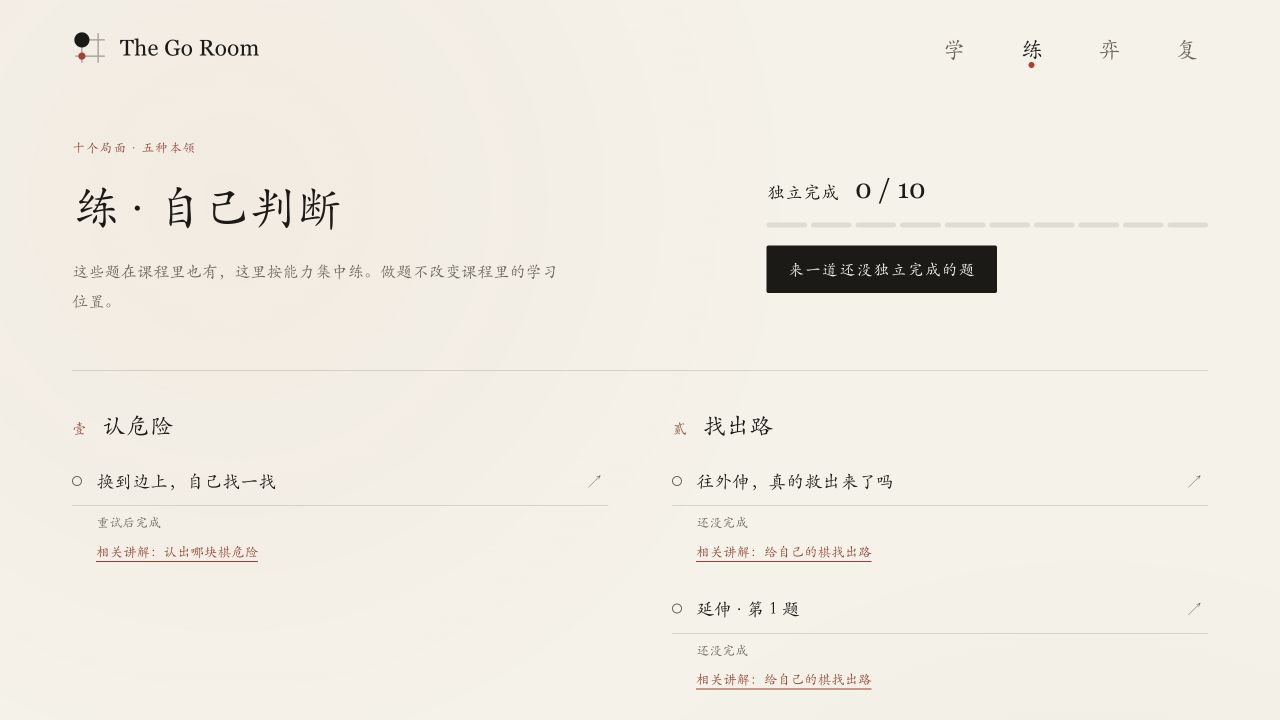 The Go Room
学 练 弈 复
十个局面 · 五种本领
练 · 自己判断
这些题在课程里也有，这里按能力集中练。做题不改变课程里的学习
位置。
独立完成 0 / 10
来一道还没独立完成的题
壹 认危险
换到边上，自己找一找 ↗
重试后完成
相关讲解：认出哪块棋危险
贰 找出路
往外伸，真的救出来了吗 ↗
还没完成
相关讲解：给自己的棋找出路
延伸 · 第 1 题 ↗
还没完成
相关讲解：给自己的棋找出路